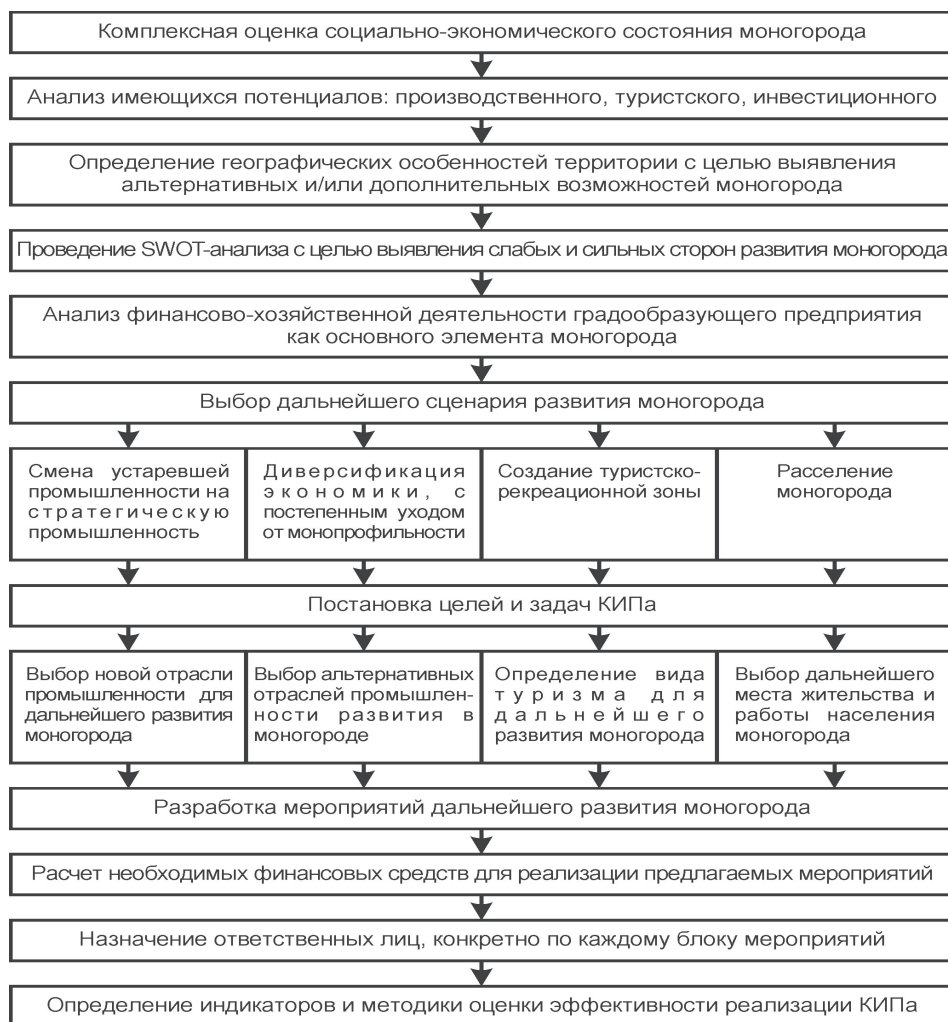 Комплексная оценка социально-экономического состояния моногорода
Анализ имеющихся потенциалов: производственного, туристского, инвестиционного
Определение географических особенностей территории с целью выявления
альтернативных и/или дополнительных возможностей моногорода
Проведение SWOT-анализа с целью выявления слабых и сильных сторон развития моногорода
Анализ финансово-хозяйственной деятельности градообразующего предприятия
как основного элемента моногорода
Выбор дальнейшего сценария развития моногорода
Смена устаревшей
промышленности на
стратегическую
промышленность
Диверсификация
экономики, с
постепенным уходом
от монопрофильности
Создание туристско-
рекреационной зоны
Расселение
моногорода
Постановка целей и задач КИПа
Выбор новой отрасли
промышленности для
дальнейшего развития
моногорода
Выбор альтернативных
отраслей промышлен-
ности развития в
моногороде
Определение вида
туризма для
дальнейшего
развития моногорода
Выбор дальнейшего
места жительства и
работы населения
моногорода
Разработка мероприятий дальнейшего развития моногорода
Расчет необходимых финансовых средств для реализации предлагаемых мероприятий
Назначение ответственных лиц, конкретно по каждому блоку мероприятий
Определение индикаторов и методики оценки эффективности реализации КИПа